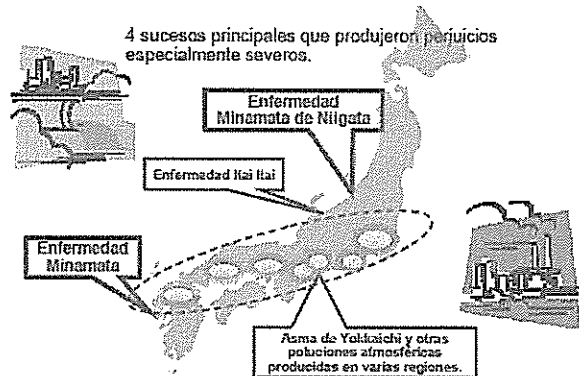 4 sucesos principales que produjeron perjuicios
especialmente severos.
Enfermedad
Minamata de Niigata
Enfermedad Itai Itai
Enfermedad
Minamata
Asma de Yokkaichi y otras
poluciones atmosféricas
producidas en varias regiones.